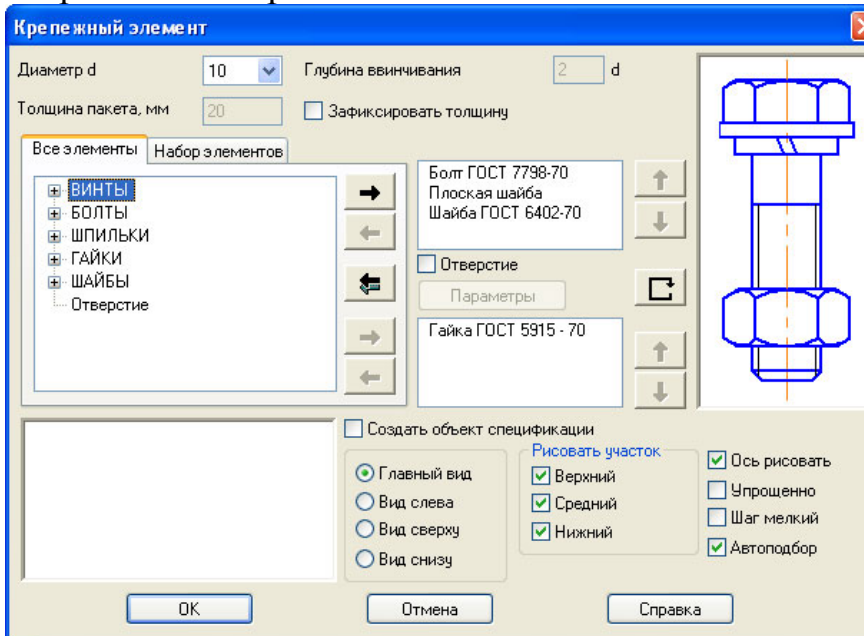 Крепежный элемент
Диаметр d 10 Глубина ввинчивания 2 d
Толщина пакета, мм 20 Зафиксировать толщину
Все элементы Набор элементов
ВИНТЫ
БОЛТЫ
ШПИЛЬКИ
ГАЙКИ
ШАЙБЫ
Отверстие
Болт ГОСТ 7798-70
Плоская шайба
Шайба ГОСТ 6402-70
Отверстие
Параметры
Гайка ГОСТ 5915 - 70
Создать объект спецификации
Главный вид
Вид слева
Вид сверху
Вид снизу
Рисовать участок
Верхний
Средний
Нижний
Ось рисовать
Упрощенно
Шаг мелкий
Автоподбор
ОК Отмена Справка